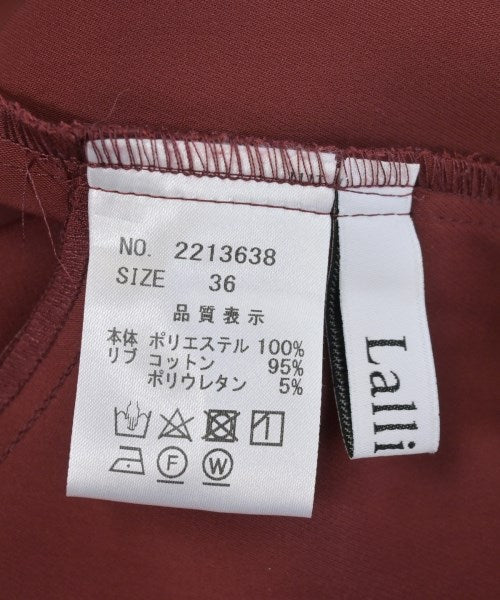 NO. 2213638
SIZE 36
品質表示
本体 ポリエステル 100%
リブ コットン 95%
ポリウレタン 5%
F W
Lalli